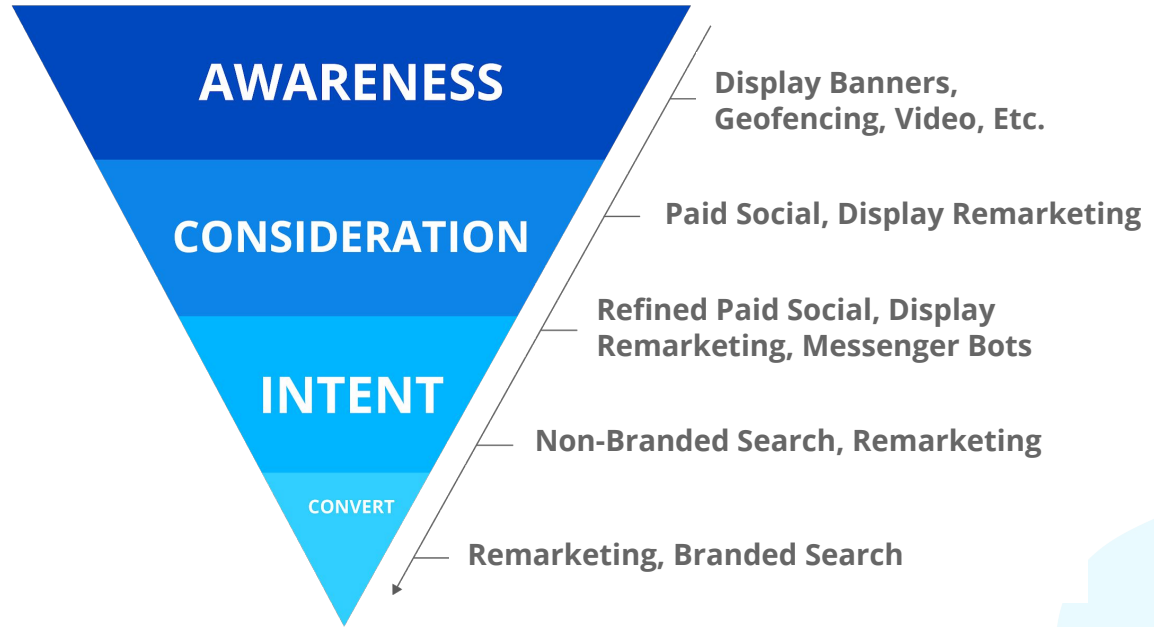 AWARENESS
Display Banners,
Geofencing, Video, Etc.
CONSIDERATION
Paid Social, Display Remarketing
Refined Paid Social, Display
Remarketing, Messenger Bots
INTENT
Non-Branded Search, Remarketing
CONVERT
Remarketing, Branded Search